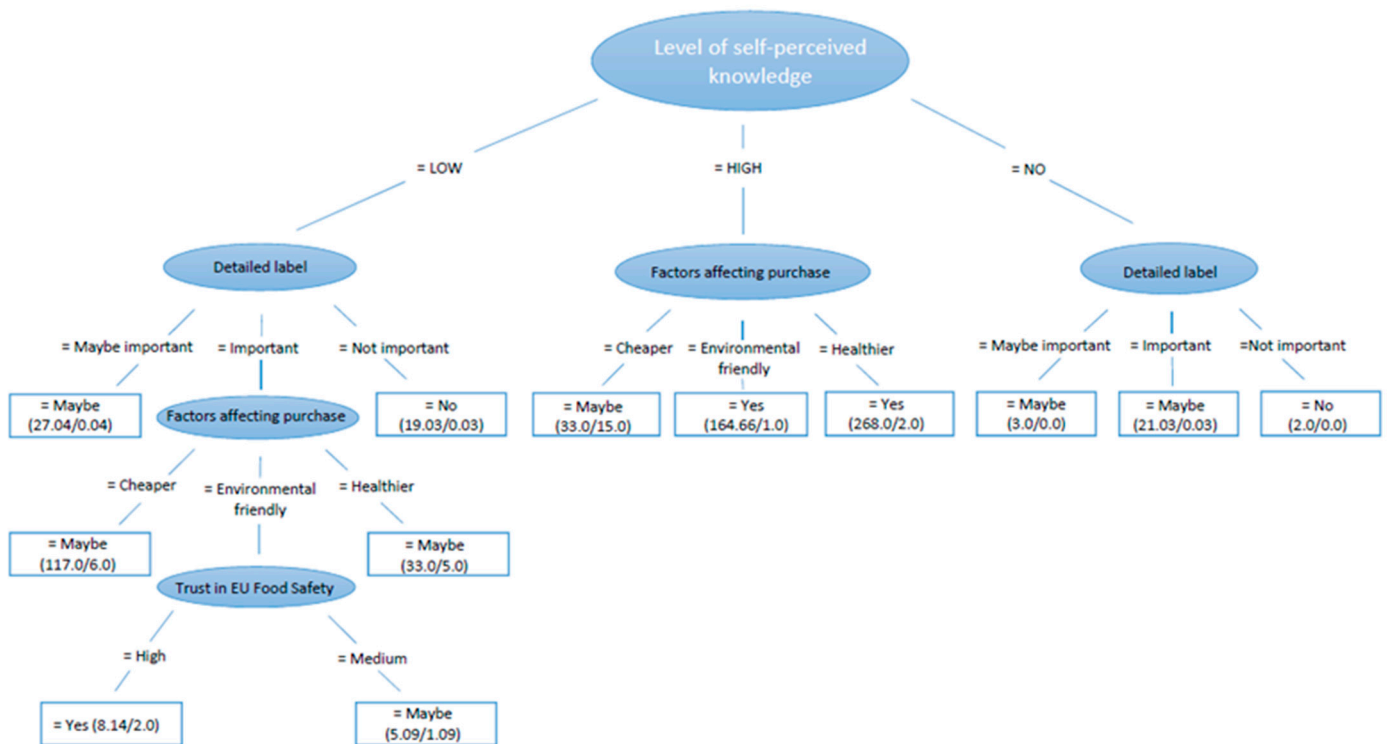 Level of self-perceived
knowledge
= LOW
= HIGH
= NO
Detailed label
Factors affecting purchase
Detailed label
= Maybe important
= Important
= Not important
= Cheaper
= Environmental
friendly
= Healthier
= Maybe important
= Important
=Not important
= Maybe
(27.04/0.04)
Factors affecting purchase
= No
(19.03/0.03)
= Maybe
(33.0/15.0)
= Yes
(164.66/1.0)
= Yes
(268.0/2.0)
= Maybe
(3.0/0.0)
= Maybe
(21.03/0.03)
= No
(2.0/0.0)
= Cheaper
= Environmental
friendly
= Healthier
= Maybe
(117.0/6.0)
= Maybe
(33.0/5.0)
Trust in EU Food Safety
= High
= Medium
= Yes (8.14/2.0)
= Maybe
(5.09/1.09)